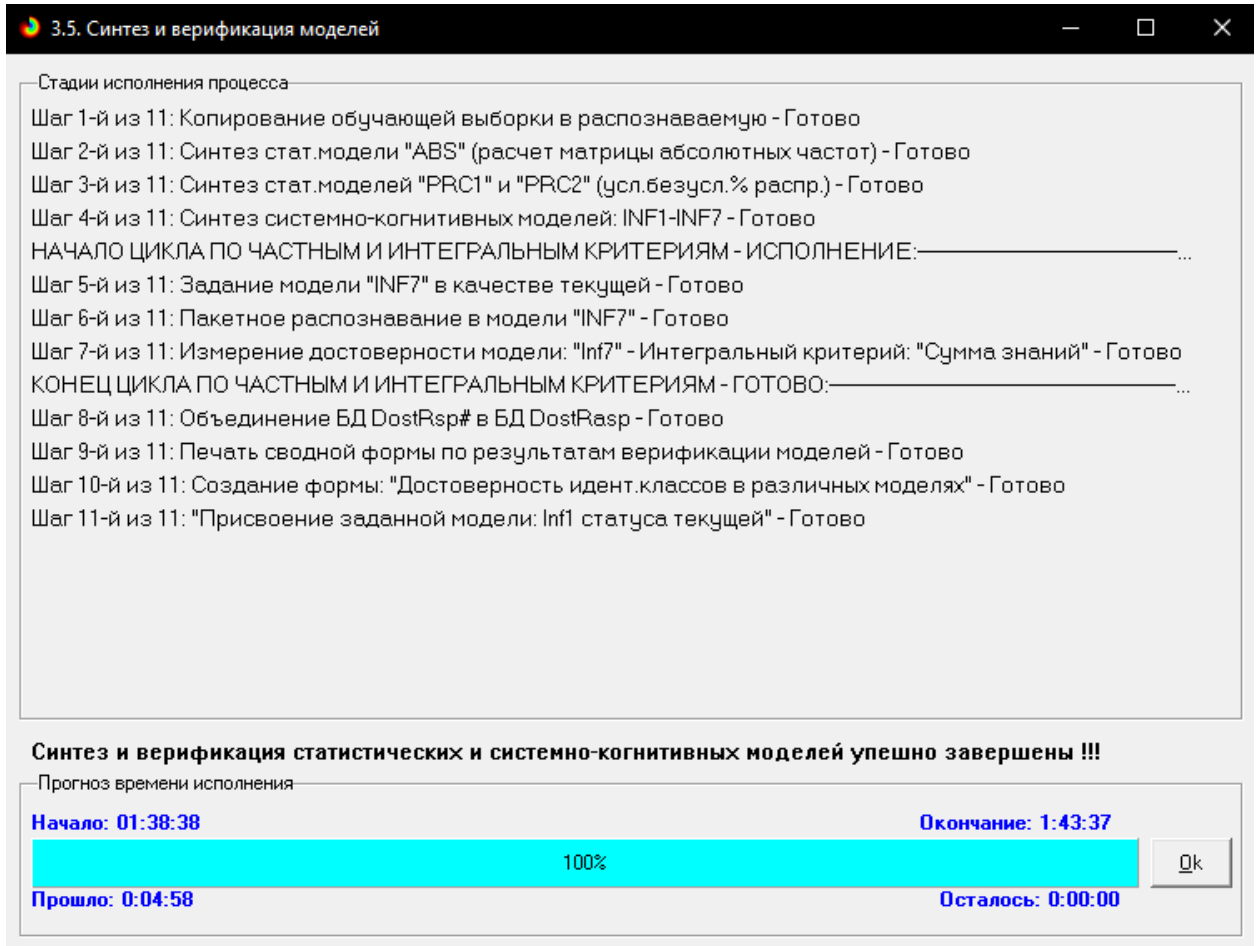 3.5. Синтез и верификация моделей
Стадии исполнения процесса
Шаг 1-й из 11: Копирование обучающей выборки в распознаваемую - Готово
Шаг 2-й из 11: Синтез стат.модели "ABS" (расчет матрицы абсолютных частот) - Готово
Шаг 3-й из 11: Синтез стат.моделей "PRC1" и "PRC2" (усл.безусл.% распр.) - Готово
Шаг 4-й из 11: Синтез системно-когнитивных моделей: INF1-INF7 - Готово
НАЧАЛО ЦИКЛА ПО ЧАСТНЫМ И ИНТЕГРАЛЬНЫМ КРИТЕРИЯМ - ИСПОЛНЕНИЕ:————————————...
Шаг 5-й из 11: Задание модели "INF7" в качестве текущей - Готово
Шаг 6-й из 11: Пакетное распознавание в модели "INF7" - Готово
Шаг 7-й из 11: Измерение достоверности модели: "Inf7" - Интегральный критерий: "Сумма знаний" - Готово
КОНЕЦ ЦИКЛА ПО ЧАСТНЫМ И ИНТЕГРАЛЬНЫМ КРИТЕРИЯМ - ГОТОВО:————————————...
Шаг 8-й из 11: Объединение БД DostRsp# в БД DostRasp - Готово
Шаг 9-й из 11: Печать сводной формы по результатам верификации моделей - Готово
Шаг 10-й из 11: Создание формы: "Достоверность идент.классов в различных моделях" - Готово
Шаг 11-й из 11: "Присвоение заданной модели: Inf1 статуса текущей" - Готово
Синтез и верификация статистических и системно-когнитивных моделей упешно завершены !!!
Прогноз времени исполнения
Начало: 01:38:38 Окончание: 1:43:37
100% Ok
Прошло: 0:04:58 Осталось: 0:00:00